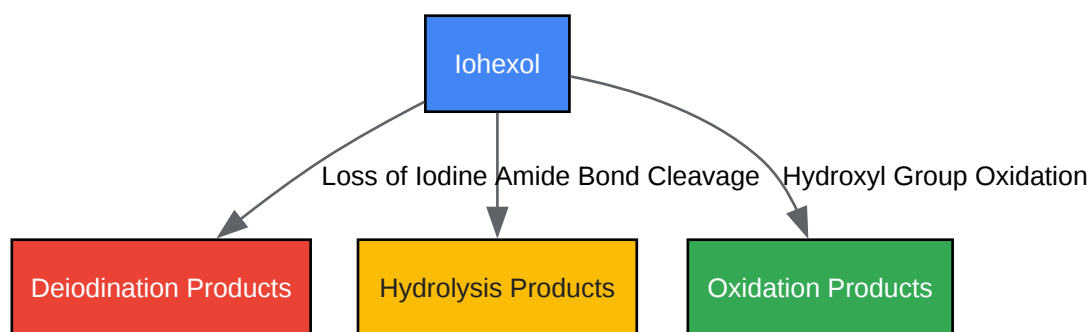 Iohexol
Loss of Iodine
Amide Bond Cleavage
Hydroxyl Group Oxidation
Deiodination Products
Hydrolysis Products
Oxidation Products